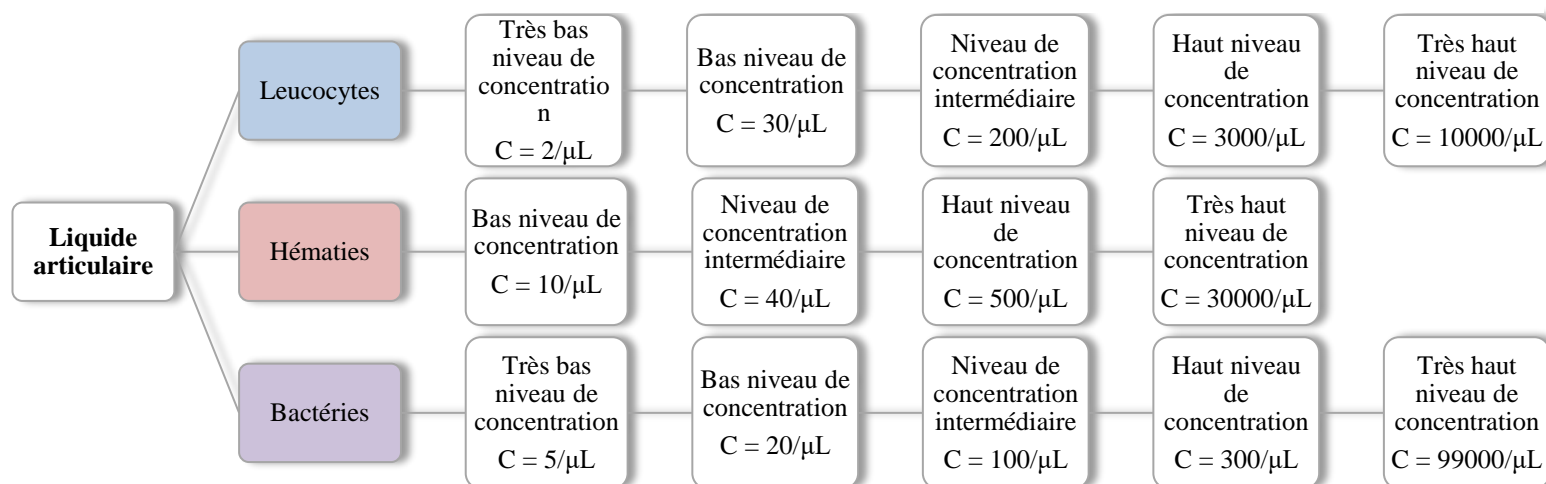 Liquide
articulaire
Leucocytes
Très bas
niveau de
concentratio
n
C = 2/µL
Bas niveau de
concentration
C = 30/µL
Niveau de
concentration
intermédiaire
C = 200/µL
Haut niveau
de
concentration
C = 3000/µL
Très haut
niveau de
concentration
C = 10000/µL
Hématies
Bas niveau de
concentration
C = 10/µL
Niveau de
concentration
intermédiaire
C = 40/µL
Haut niveau
de
concentration
C = 500/µL
Très haut
niveau de
concentration
C = 30000/µL
Bactéries
Très bas
niveau de
concentration
C = 5/µL
Bas niveau de
concentration
C = 20/µL
Niveau de
concentration
intermédiaire
C = 100/µL
Haut niveau
de
concentration
C = 300/µL
Très haut
niveau de
concentration
C = 99000/µL